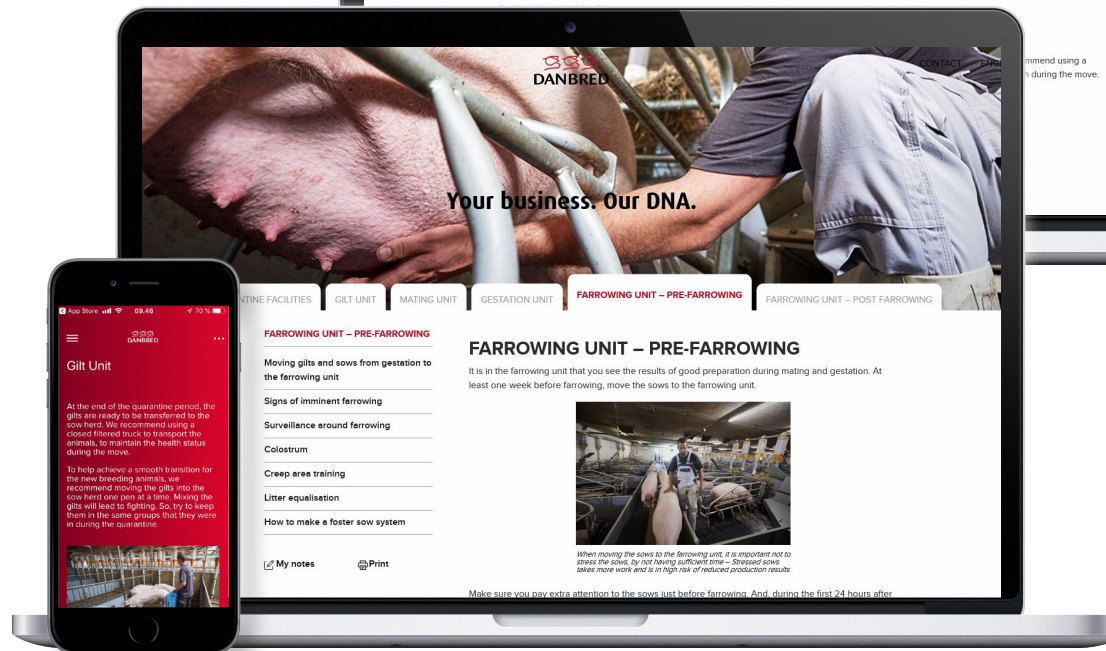 mmend using a
during the move.
DANBRED
CONTACT
Your business. Our DNA.
NTINE FACILITIES
GILT UNIT
MATING UNIT
GESTATION UNIT
FARROWING UNIT – PRE-FARROWING
FARROWING UNIT – POST FARROWING
FARROWING UNIT – PRE-FARROWING
Moving gilts and sows from gestation to
the farrowing unit
Signs of imminent farrowing
Surveillance around farrowing
Colostrum
Creep area training
Litter equalisation
How to make a foster sow system
My notes
Print
FARROWING UNIT – PRE-FARROWING
It is in the farrowing unit that you see the results of good preparation during mating and gestation. At
least one week before farrowing, move the sows to the farrowing unit.
When moving the sows to the farrowing unit, it is important not to
stress the sows, by not having sufficient time – Stressed sows
takes more work and is in high risk of reduced production results
Make sure you pay extra attention to the sows just before farrowing. And, during the first 24 hours after
App Store
09.46
70 %
DANBRED
Gilt Unit
At the end of the quarantine period, the
gilts are ready to be transferred to the
sow herd. We recommend using a
closed filtered truck to transport the
animals, to maintain the health status
during the move.
To help achieve a smooth transition for
the new breeding animals, we
recommend moving the gilts into the
sow herd one pen at a time. Mixing the
gilts will lead to fighting. So, try to keep
them in the same groups that they were
in during the quarantine.